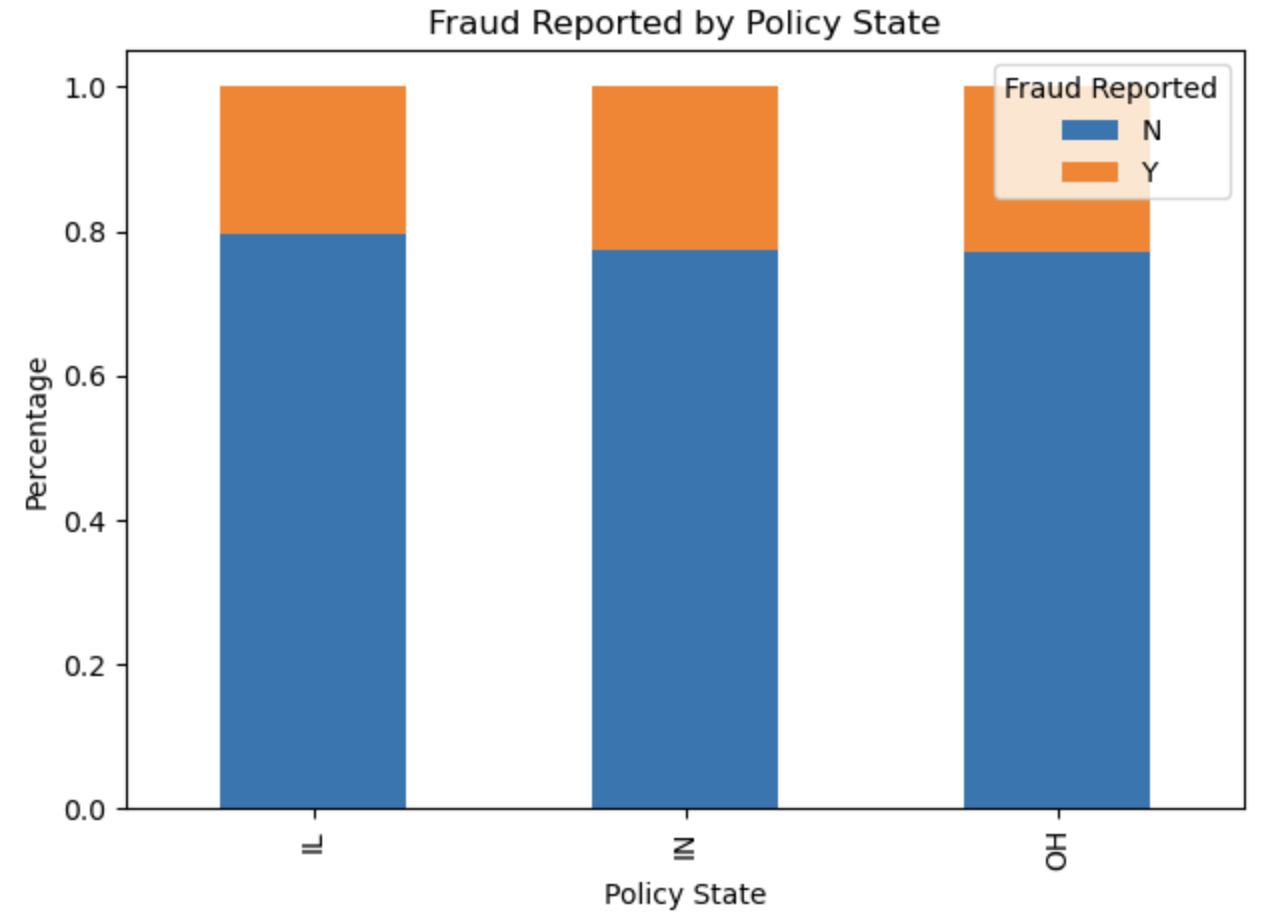 Fraud Reported by Policy State
Fraud Reported
N
Y
Percentage
1.0
0.8
0.6
0.4
0.2
0.0
IL
IN
OH
Policy State